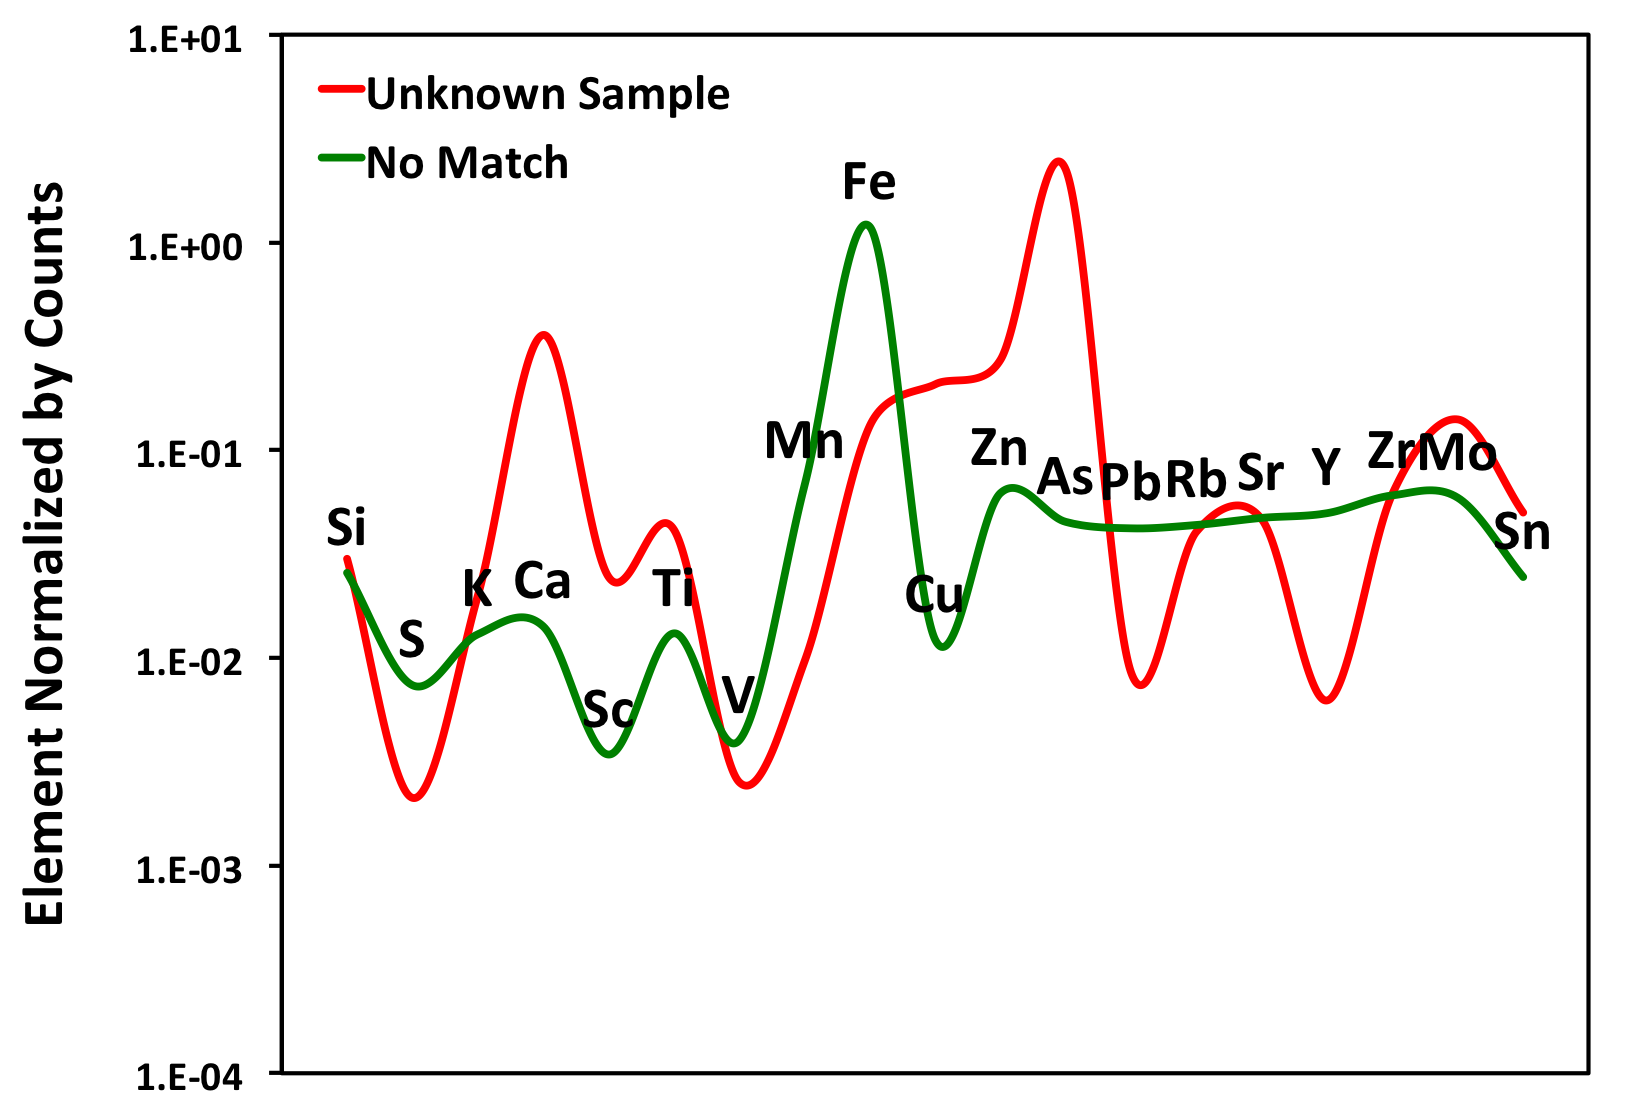 Element Normalized by Counts
1.E+01
1.E+00
1.E-01
1.E-02
1.E-03
1.E-04
Unknown Sample
No Match
Si
S
K
Ca
Sc
Ti
V
Mn
Fe
Cu
Zn
As
Pb
Rb
Sr
Y
Zr
Mo
Sn